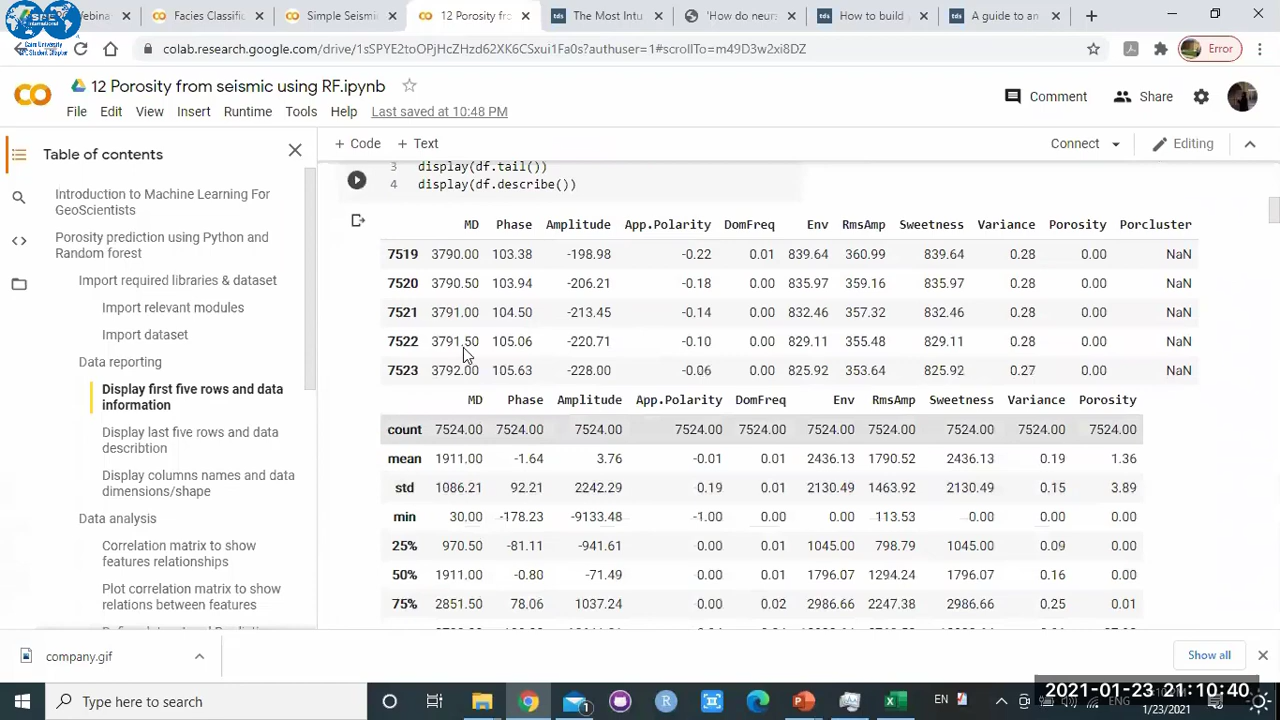 SPE
International
Cairo University
SPE Student Chapter
Webinar
Facies Classific
Simple Seismi
12 Porosity from s
The Most Intu
How do neur
How to build
A guide to an
colab.research.google.com/drive/1sSPYE2toOPjHcZHzd62XK6CSxui1Fa0s?authuser=1#scrollTo=m49D3w2xi8DZ
Error
12 Porosity from seismic using RF.ipynb
File Edit View Insert Runtime Tools Help Last saved at 10:48 PM
Comment Share
+ Code + Text
Connect Editing
Table of contents
Introduction to Machine Learning For
GeoScientists
Porosity prediction using Python and
Random forest
Import required libraries & dataset
Import relevant modules
Import dataset
Data reporting
Display first five rows and data
information
Display last five rows and data
describtion
Display columns names and data
dimensions/shape
Data analysis
Correlation matrix to show
features relationships
Plot correlation matrix to show
relations between features
3 display(df.tail())
4 display(df.describe())
MD Phase Amplitude App.Polarity DomFreq Env RmsAmp Sweetness Variance Porosity Porcluster
7519 3790.00 103.38 -198.98 -0.22 0.01 839.64 360.99 839.64 0.28 0.00 NaN
7520 3790.50 103.94 -206.21 -0.18 0.00 835.97 359.16 835.97 0.28 0.00 NaN
7521 3791.00 104.50 -213.45 -0.14 0.00 832.46 357.32 832.46 0.28 0.00 NaN
7522 3791.50 105.06 -220.71 -0.10 0.00 829.11 355.48 829.11 0.28 0.00 NaN
7523 3792.00 105.63 -228.00 -0.06 0.00 825.92 353.64 825.92 0.27 0.00 NaN
MD Phase Amplitude App.Polarity DomFreq Env RmsAmp Sweetness Variance Porosity
count 7524.00 7524.00 7524.00 7524.00 7524.00 7524.00 7524.00 7524.00 7524.00 7524.00
mean 1911.00 -1.64 3.76 -0.01 0.01 2436.13 1790.52 2436.13 0.19 1.36
std 1086.21 92.21 2242.29 0.19 0.01 2130.49 1463.92 2130.49 0.15 3.89
min 30.00 -178.23 -9133.48 -1.00 0.00 0.00 113.53 0.00 0.00 0.00
25% 970.50 -81.11 -941.61 0.00 0.01 1045.00 798.79 1045.00 0.09 0.00
50% 1911.00 -0.80 -71.49 0.00 0.01 1796.07 1294.24 1796.07 0.16 0.00
75% 2851.50 78.06 1037.24 0.00 0.02 2986.66 2247.38 2986.66 0.25 0.01
company.gif
Show all
Type here to search
EN
2021-01-23 21:10:40
1/23/2021